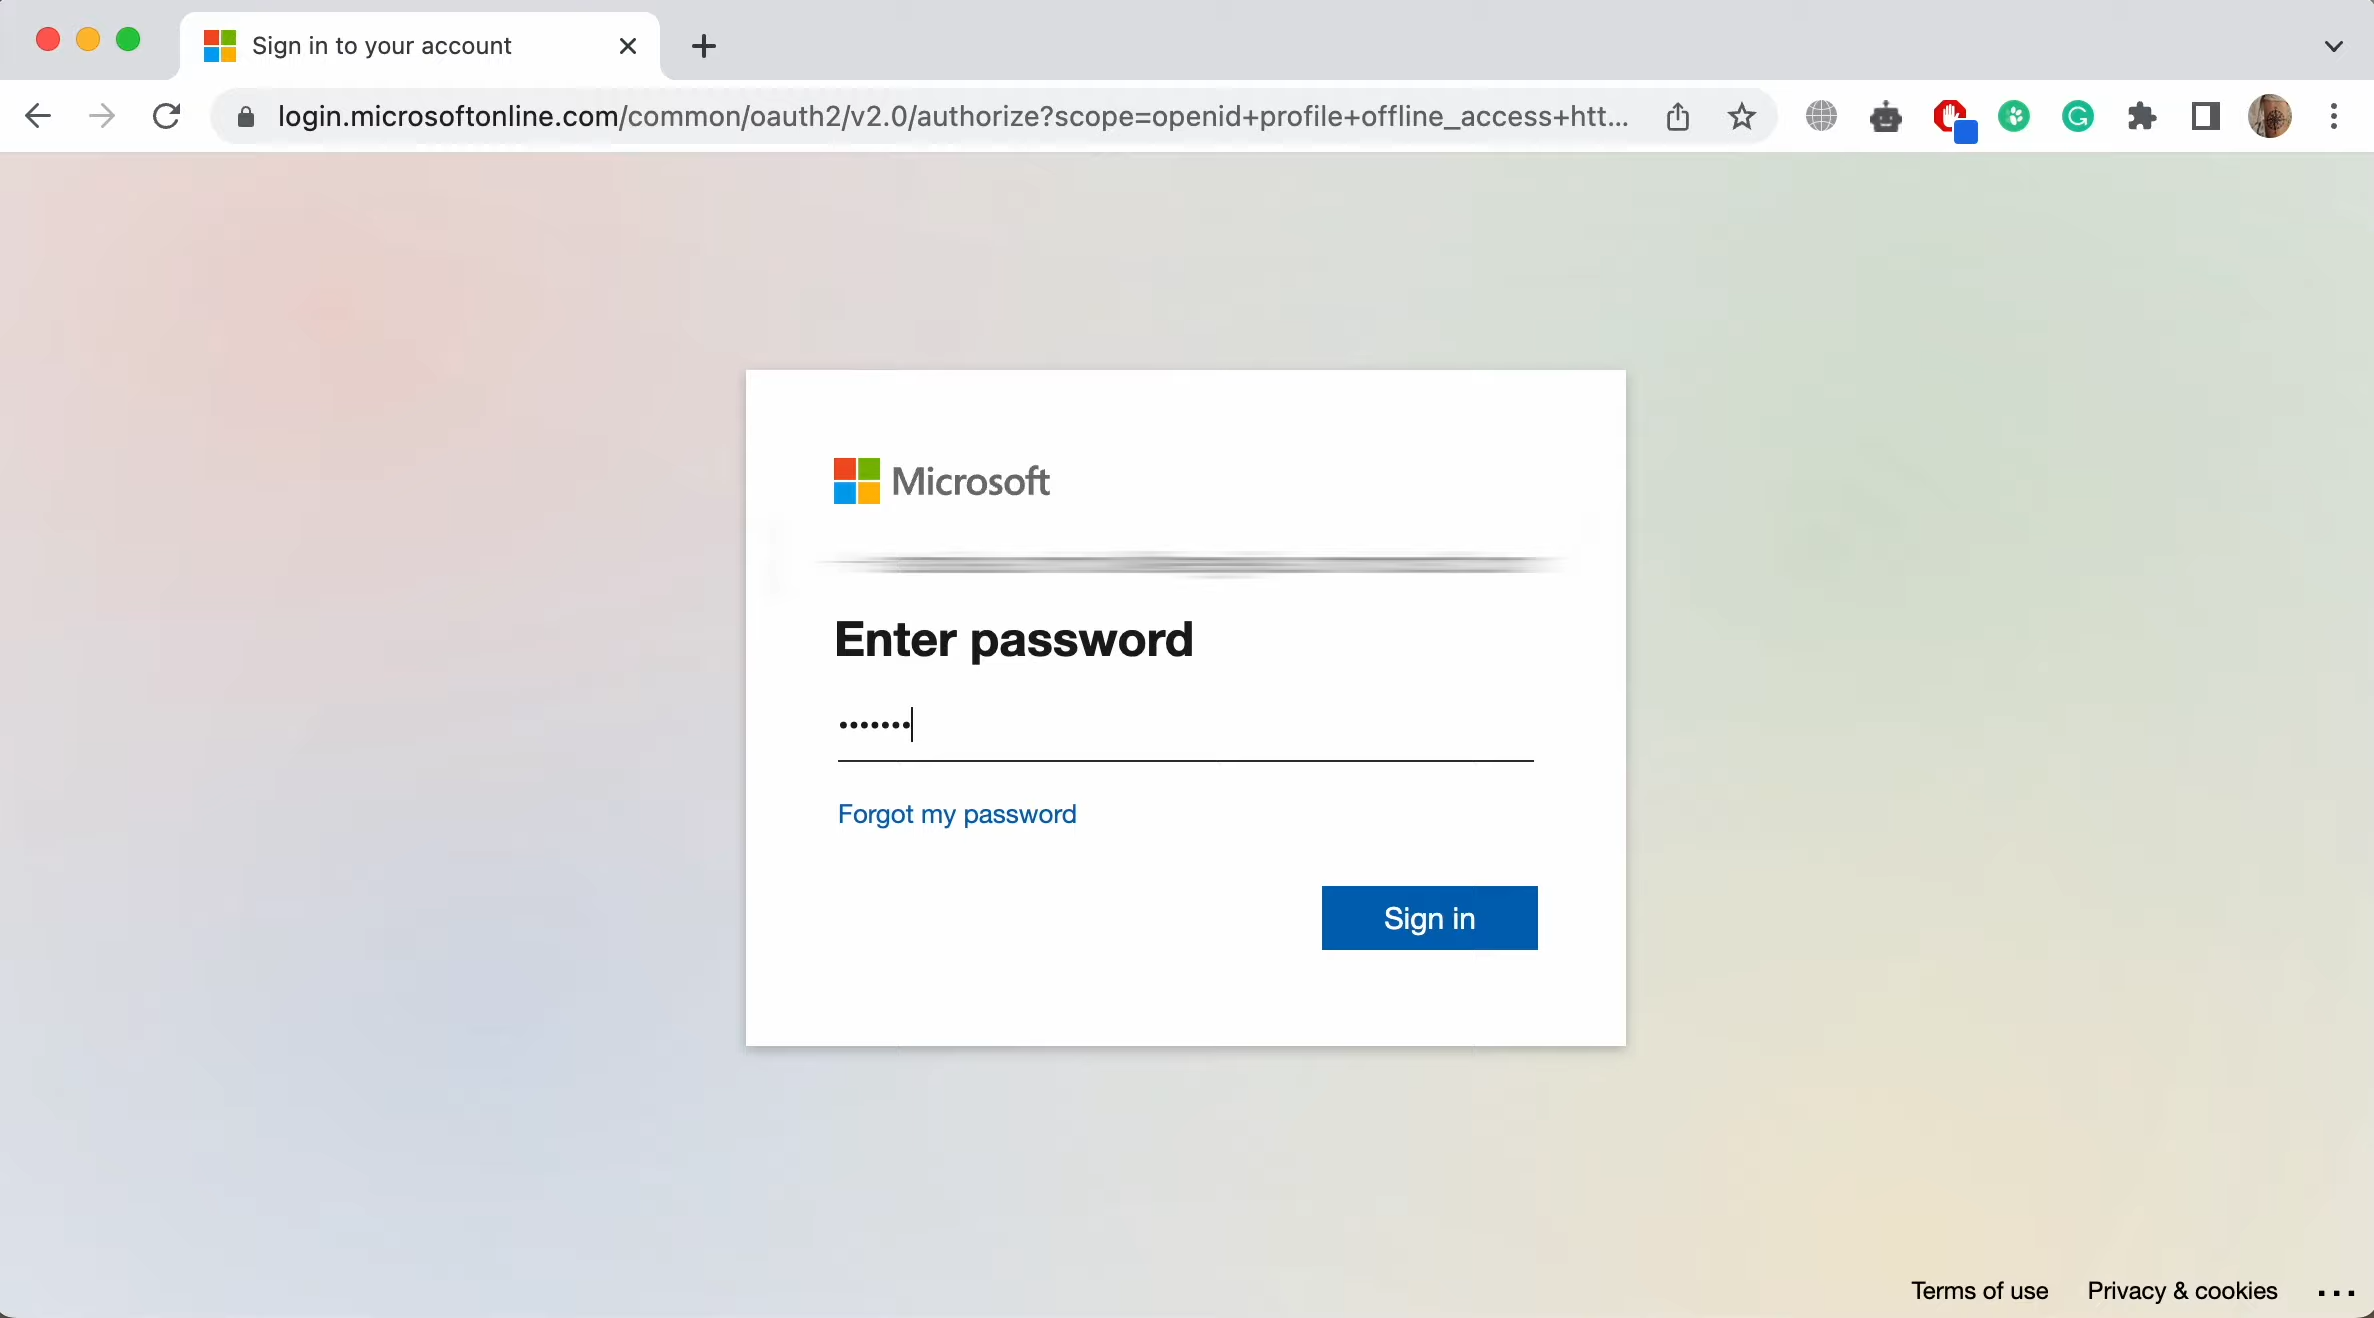 Sign in to your account
login.microsoftonline.com/common/oauth2/v2.0/authorize?scope=openid+profile+offline_access+htt...
Microsoft
Enter password
Forgot my password
Sign in
Terms of use Privacy & cookies ...